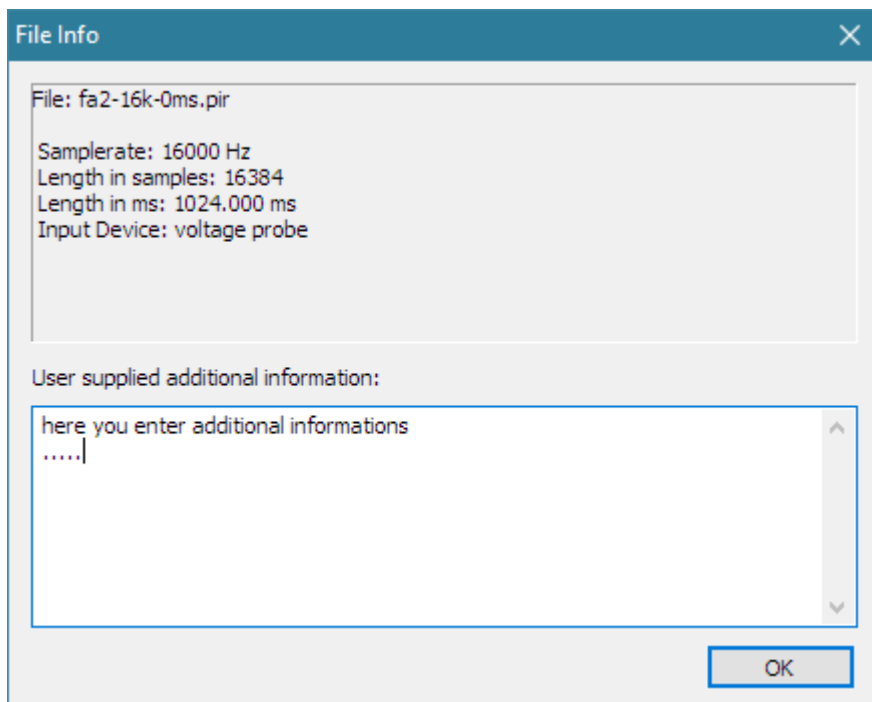 File Info
File: fa2-16k-0ms.pir
Samplerate: 16000 Hz
Length in samples: 16384
Length in ms: 1024.000 ms
Input Device: voltage probe
User supplied additional information:
here you enter additional informations
.....
OK